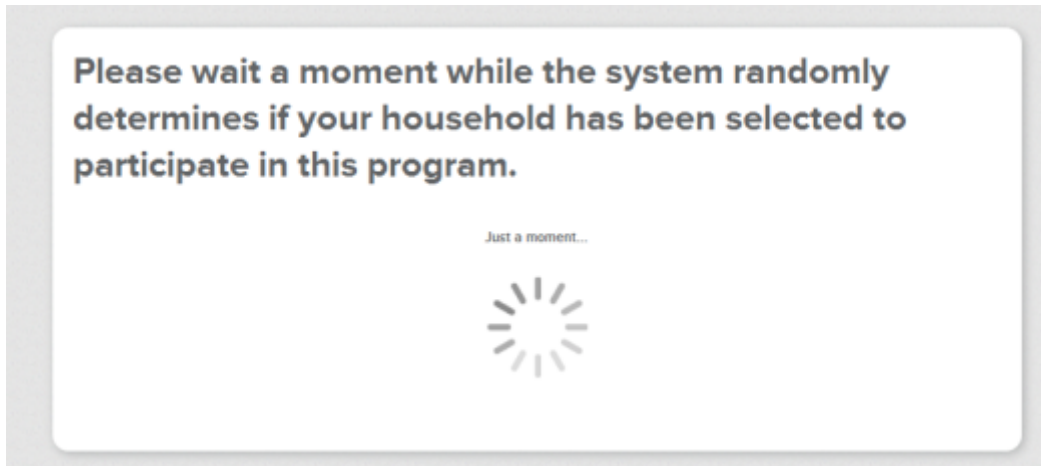 Please wait a moment while the system randomly
determines if your household has been selected to
participate in this program.
Just a moment...